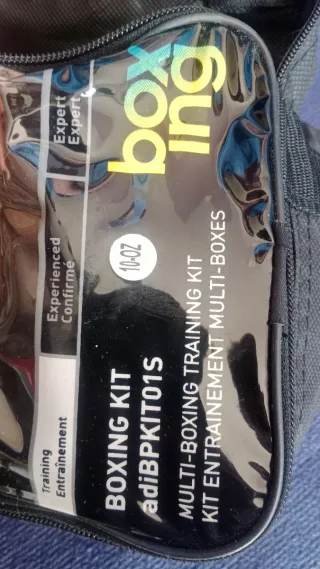 box
ing
Training
Entrainement
Experienced
Confirmé
Expert
Expert
10-OZ
BOXING KIT
adiBPKIT01S
MULTI-BOXING TRAINING KIT
KIT ENTRAINEMENT MULTI-BOXES